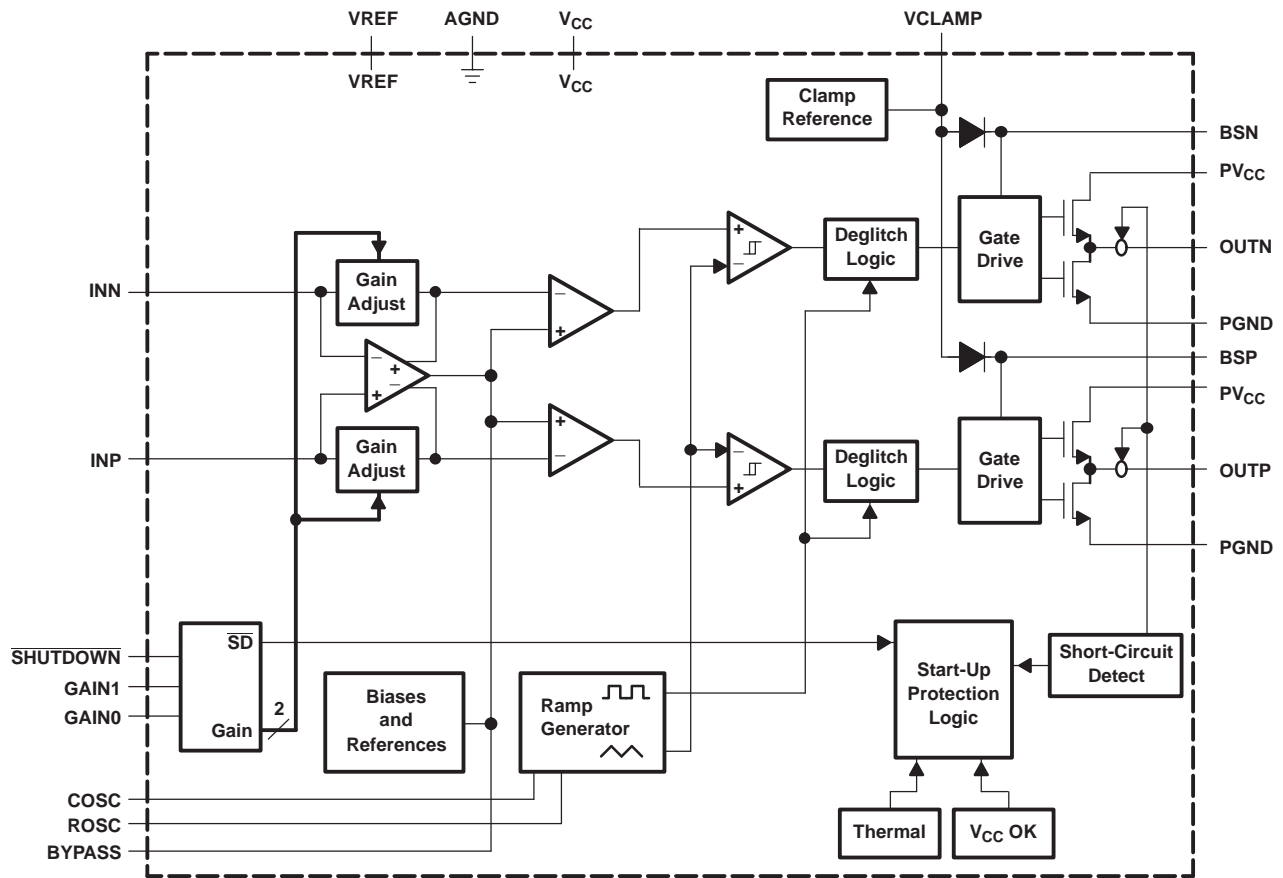 VREF
AGND
VCC
VCLAMP
VREF
VCC
Clamp
Reference
BSN
PVCC
Gain
Adjust
INN
−
+
+
−
Deglitch
Logic
Gate
Drive
OUTN
PGND
−
+
−
+
BSP
PVCC
Gain
Adjust
INP
+
−
−
+
Deglitch
Logic
Gate
Drive
OUTP
PGND
SHUTDOWN
GAIN1
GAIN0
SD
Gain
2
Biases
and
References
Ramp
Generator
Start-Up
Protection
Logic
Short-Circuit
Detect
COSC
ROSC
BYPASS
Thermal
VCC OK